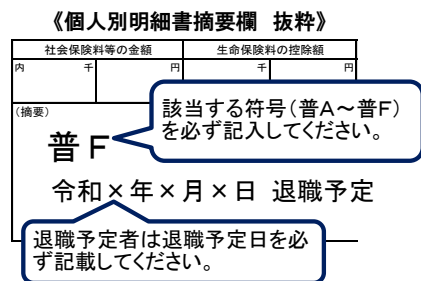 《個人別明細書摘要欄 抜粋》
社会保険料等の金額 生命保険料の控除額
内 千 円 千 円
(摘要)
該当する符号(普A～普F)
を必ず記入してください。
普F
令和×年×月×日 退職予定
退職予定者は退職予定日を必
ず記載してください。